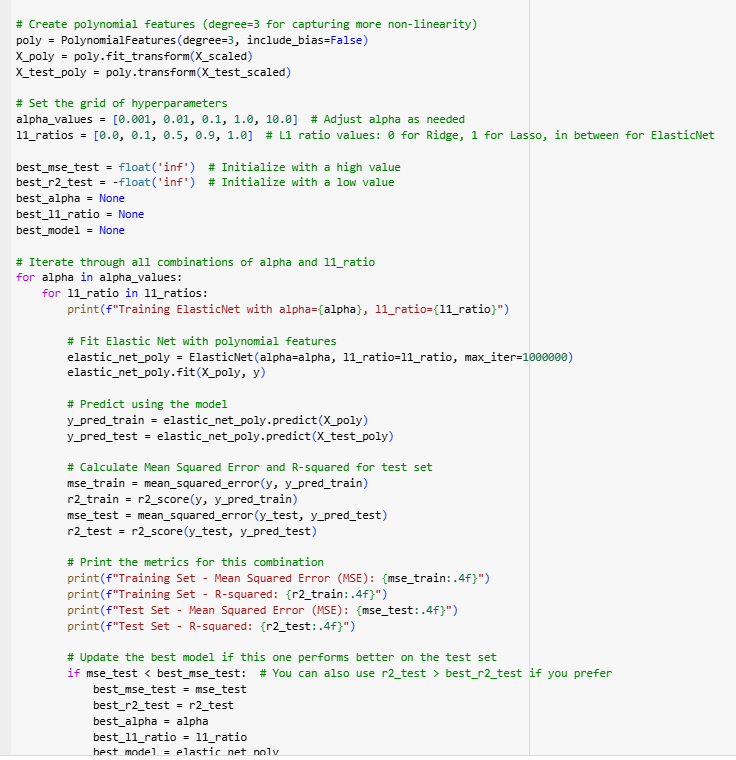 # Create polynomial features (degree=3 for capturing more non-linearity)
poly = PolynomialFeatures(degree=3, include_bias=False)
X_poly = poly.fit_transform(X_scaled)
X_test_poly = poly.transform(X_test_scaled)
# Set the grid of hyperparameters
alpha_values = [0.001, 0.01, 0.1, 1.0, 10.0]  # Adjust alpha as needed
l1_ratios = [0.0, 0.1, 0.5, 0.9, 1.0]  # L1 ratio values: 0 for Ridge, 1 for Lasso, in between for ElasticNet
best_mse_test = float('inf')  # Initialize with a high value
best_r2_test = -float('inf')  # Initialize with a low value
best_alpha = None
best_l1_ratio = None
best_model = None
# Iterate through all combinations of alpha and l1_ratio
for alpha in alpha_values:
    for l1_ratio in l1_ratios:
        print(f"Training ElasticNet with alpha={alpha}, l1_ratio={l1_ratio}")
        # Fit Elastic Net with polynomial features
        elastic_net_poly = ElasticNet(alpha=alpha, l1_ratio=l1_ratio, max_iter=1000000)
        elastic_net_poly.fit(X_poly, y)
        # Predict using the model
        y_pred_train = elastic_net_poly.predict(X_poly)
        y_pred_test = elastic_net_poly.predict(X_test_poly)
        # Calculate Mean Squared Error and R-squared for test set
        mse_train = mean_squared_error(y, y_pred_train)
        r2_train = r2_score(y, y_pred_train)
        mse_test = mean_squared_error(y_test, y_pred_test)
        r2_test = r2_score(y_test, y_pred_test)
        # Print the metrics for this combination
        print(f"Training Set - Mean Squared Error (MSE): {mse_train:.4f}")
        print(f"Training Set - R-squared: {r2_train:.4f}")
        print(f"Test Set - Mean Squared Error (MSE): {mse_test:.4f}")
        print(f"Test Set - R-squared: {r2_test:.4f}")
        # Update the best model if this one performs better on the test set
        if mse_test < best_mse_test:  # You can also use r2_test > best_r2_test if you prefer
            best_mse_test = mse_test
            best_r2_test = r2_test
            best_alpha = alpha
            best_l1_ratio = l1_ratio
            best_model = elastic_net_poly